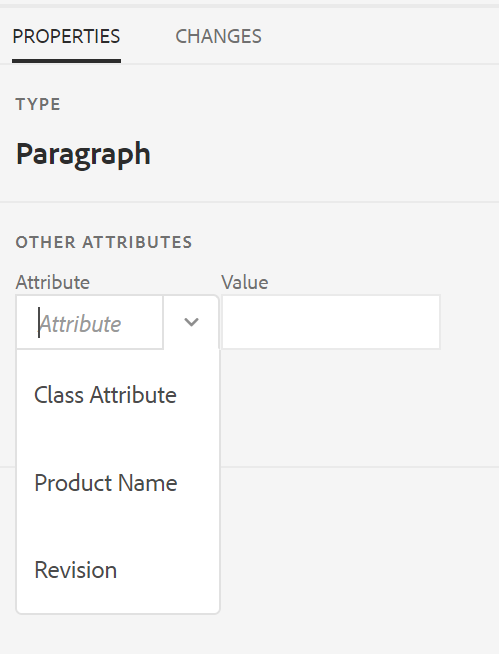 PROPERTIES CHANGES
TYPE
Paragraph
OTHER ATTRIBUTES
Attribute Value
Attribute
Class Attribute
Product Name
Revision